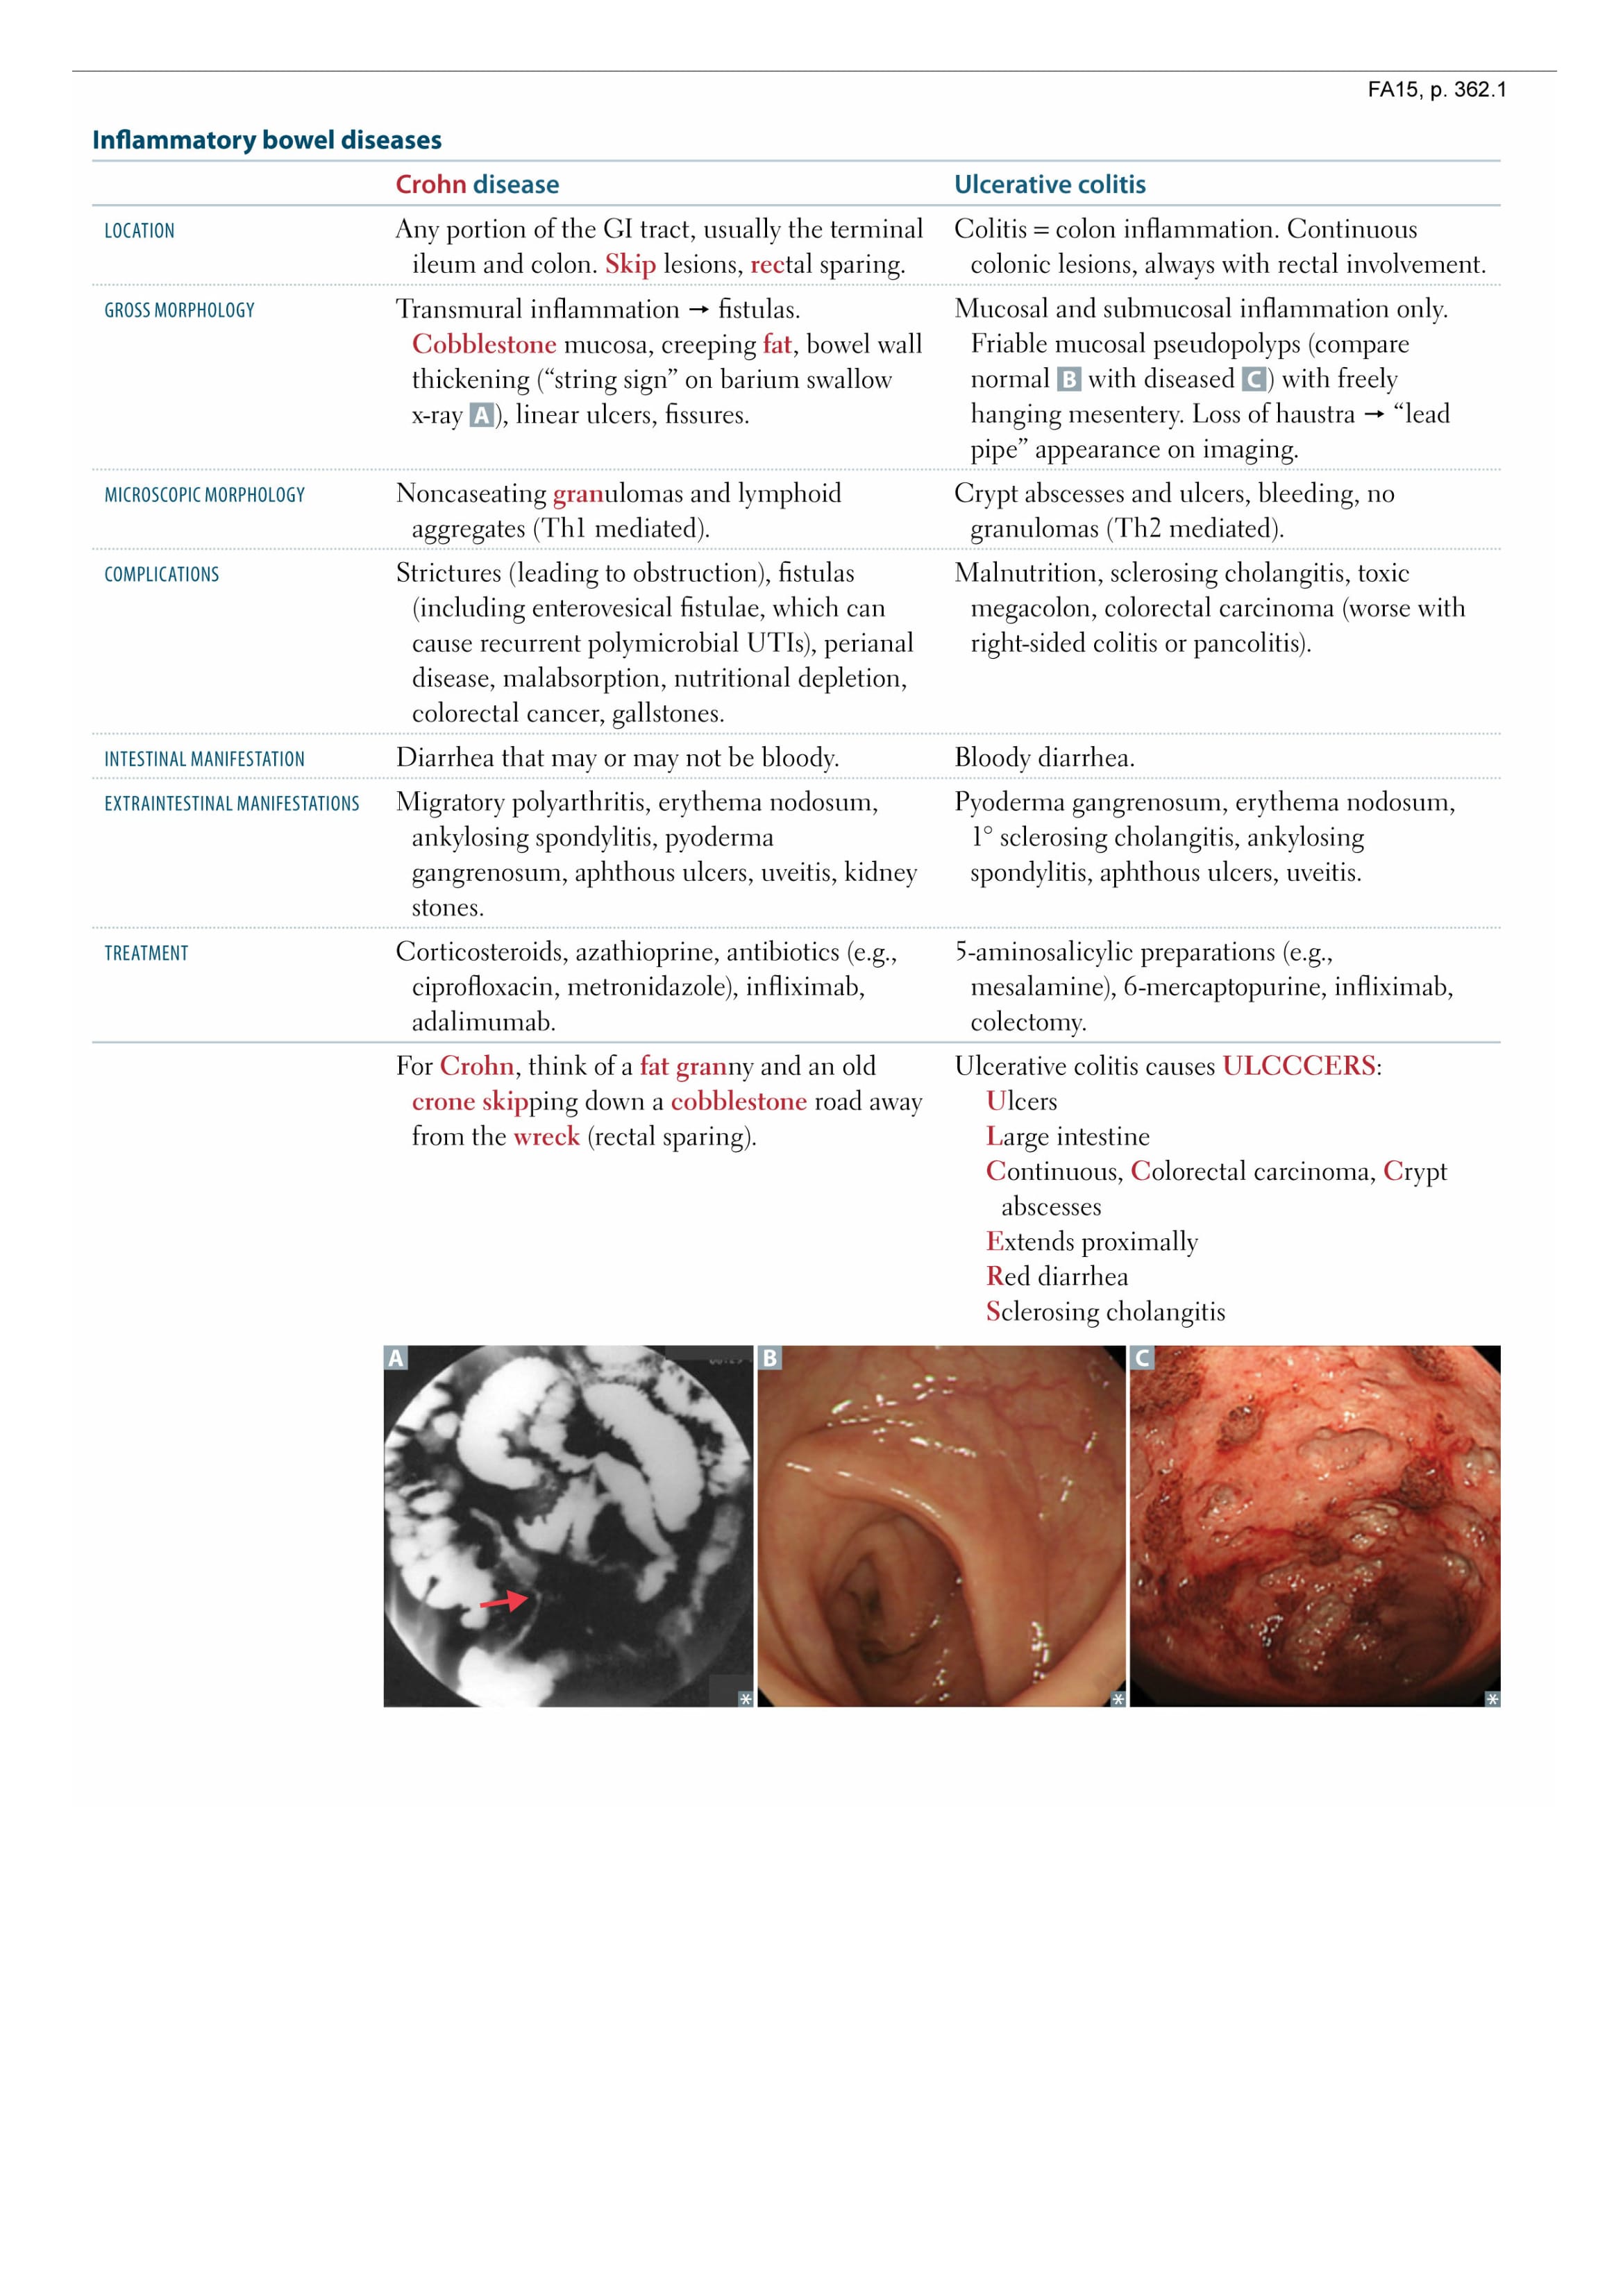 FA15, p. 362.1
Inflammatory bowel diseases
Crohn disease
Ulcerative colitis
LOCATION
Any portion of the GI tract, usually the terminal
ileum and colon. Skip lesions, rectal sparing.
Colitis = colon inflammation. Continuous
colonic lesions, always with rectal involvement.
GROSS MORPHOLOGY
Transmural inflammation → fistulas.
Cobblestone mucosa, creeping fat, bowel wall
thickening (“string sign” on barium swallow
x-ray A), linear ulcers, fissures.
Mucosal and submucosal inflammation only.
Friable mucosal pseudopolyps (compare
normal B with diseased C) with freely
hanging mesentery. Loss of haustra → “lead
pipe” appearance on imaging.
MICROSCOPIC MORPHOLOGY
Noncaseating granulomas and lymphoid
aggregates (Th1 mediated).
Crypt abscesses and ulcers, bleeding, no
granulomas (Th2 mediated).
COMPLICATIONS
Strictures (leading to obstruction), fistulas
(including enterovesical fistulae, which can
cause recurrent polymicrobial UTIs), perianal
disease, malabsorption, nutritional depletion,
colorectal cancer, gallstones.
Malnutrition, sclerosing cholangitis, toxic
megacolon, colorectal carcinoma (worse with
right-sided colitis or pancolitis).
INTESTINAL MANIFESTATION
Diarrhea that may or may not be bloody.
Bloody diarrhea.
EXTRAINTESTINAL MANIFESTATIONS
Migratory polyarthritis, erythema nodosum,
ankylosing spondylitis, pyoderma
gangrenosum, aphthous ulcers, uveitis, kidney
stones.
Pyoderma gangrenosum, erythema nodosum,
1° sclerosing cholangitis, ankylosing
spondylitis, aphthous ulcers, uveitis.
TREATMENT
Corticosteroids, azathioprine, antibiotics (e.g.,
ciprofloxacin, metronidazole), infliximab,
adalimumab.
5-aminosalicylic preparations (e.g.,
mesalamine), 6-mercaptopurine, infliximab,
colectomy.
For Crohn, think of a fat granny and an old
crone skipping down a cobblestone road away
from the wreck (rectal sparing).
Ulcerative colitis causes ULCCCERS:
Ulcers
Large intestine
Continuous, Colorectal carcinoma, Crypt
abscesses
Extends proximally
Red diarrhea
Sclerosing cholangitis
A
B
C